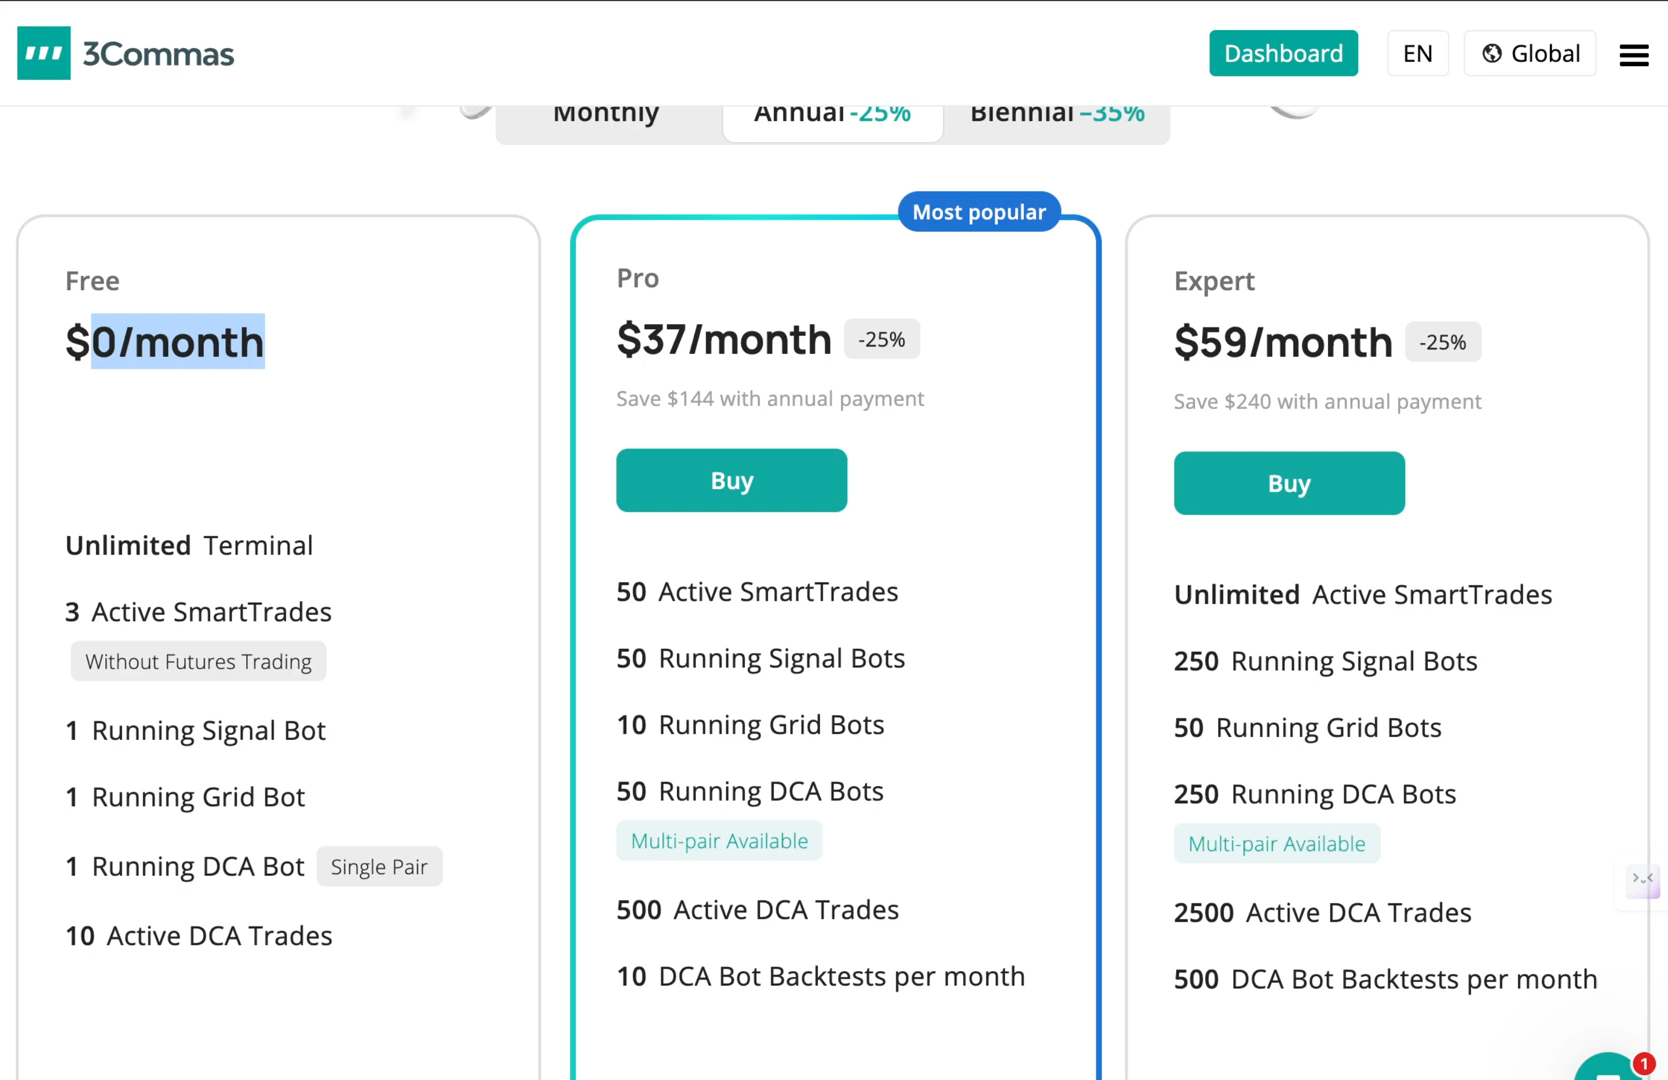 3Commas
Dashboard
EN
Global
Monthly
Annual -25%
Biennial –35%
Free
$0/month
Unlimited Terminal
3 Active SmartTrades
Without Futures Trading
1 Running Signal Bot
1 Running Grid Bot
1 Running DCA Bot Single Pair
10 Active DCA Trades
Most popular
Pro
$37/month -25%
Save $144 with annual payment
Buy
50 Active SmartTrades
50 Running Signal Bots
10 Running Grid Bots
50 Running DCA Bots
Multi-pair Available
500 Active DCA Trades
10 DCA Bot Backtests per month
Expert
$59/month -25%
Save $240 with annual payment
Buy
Unlimited Active SmartTrades
250 Running Signal Bots
50 Running Grid Bots
250 Running DCA Bots
Multi-pair Available
2500 Active DCA Trades
500 DCA Bot Backtests per month
1